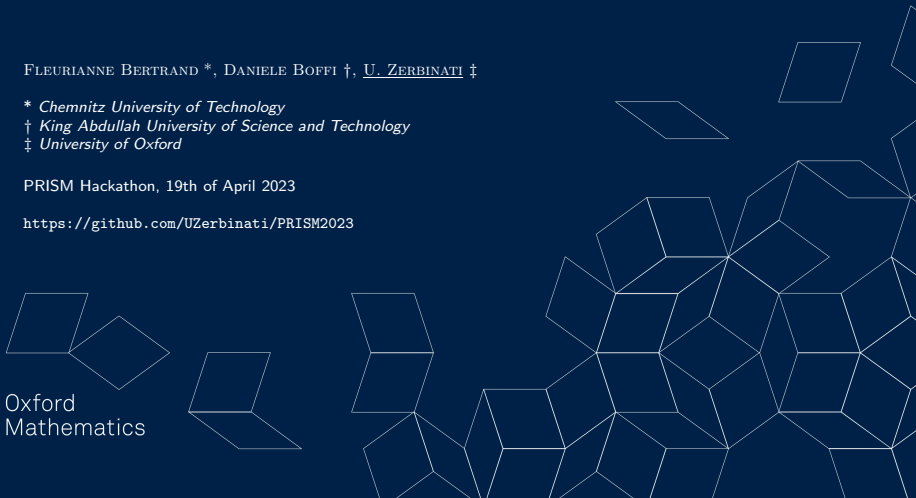 Fleurianne Bertrand *, Daniele Boffi †, U. Zerbinati ‡
* Chemnitz University of Technology
† King Abdullah University of Science and Technology
‡ University of Oxford
PRISM Hackathon, 19th of April 2023
https://github.com/UZerbinati/PRISM2023
Oxford
Mathematics